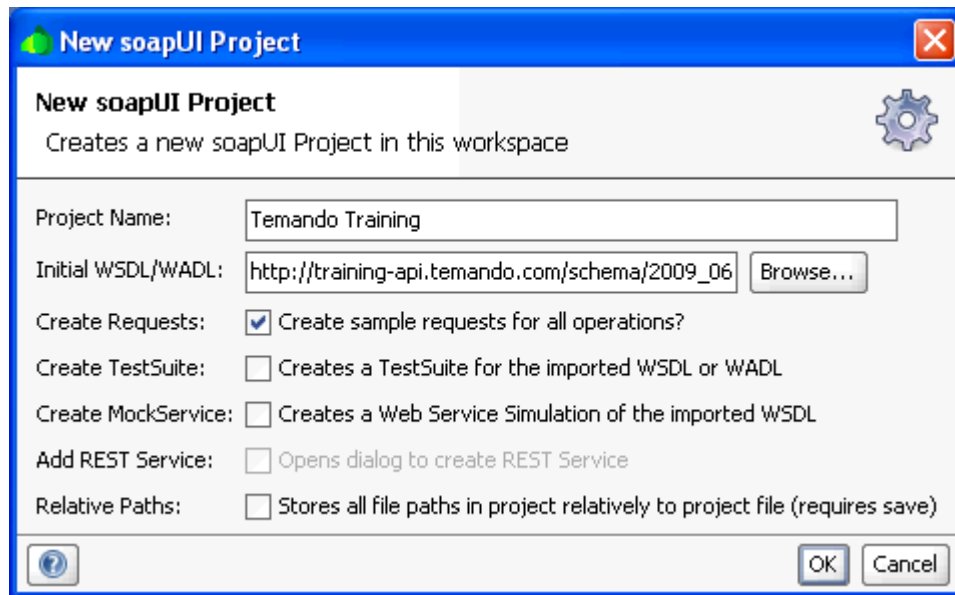 New soapUI Project
New soapUI Project
Creates a new soapUI Project in this workspace
Project Name: Temando Training
Initial WSDL/WADL: http://training-api.temando.com/schema/2009_06 Browse...
Create Requests: Create sample requests for all operations?
Create TestSuite: Creates a TestSuite for the imported WSDL or WADL
Create MockService: Creates a Web Service Simulation of the imported WSDL
Add REST Service: Opens dialog to create REST Service
Relative Paths: Stores all file paths in project relatively to project file (requires save)
? OK Cancel